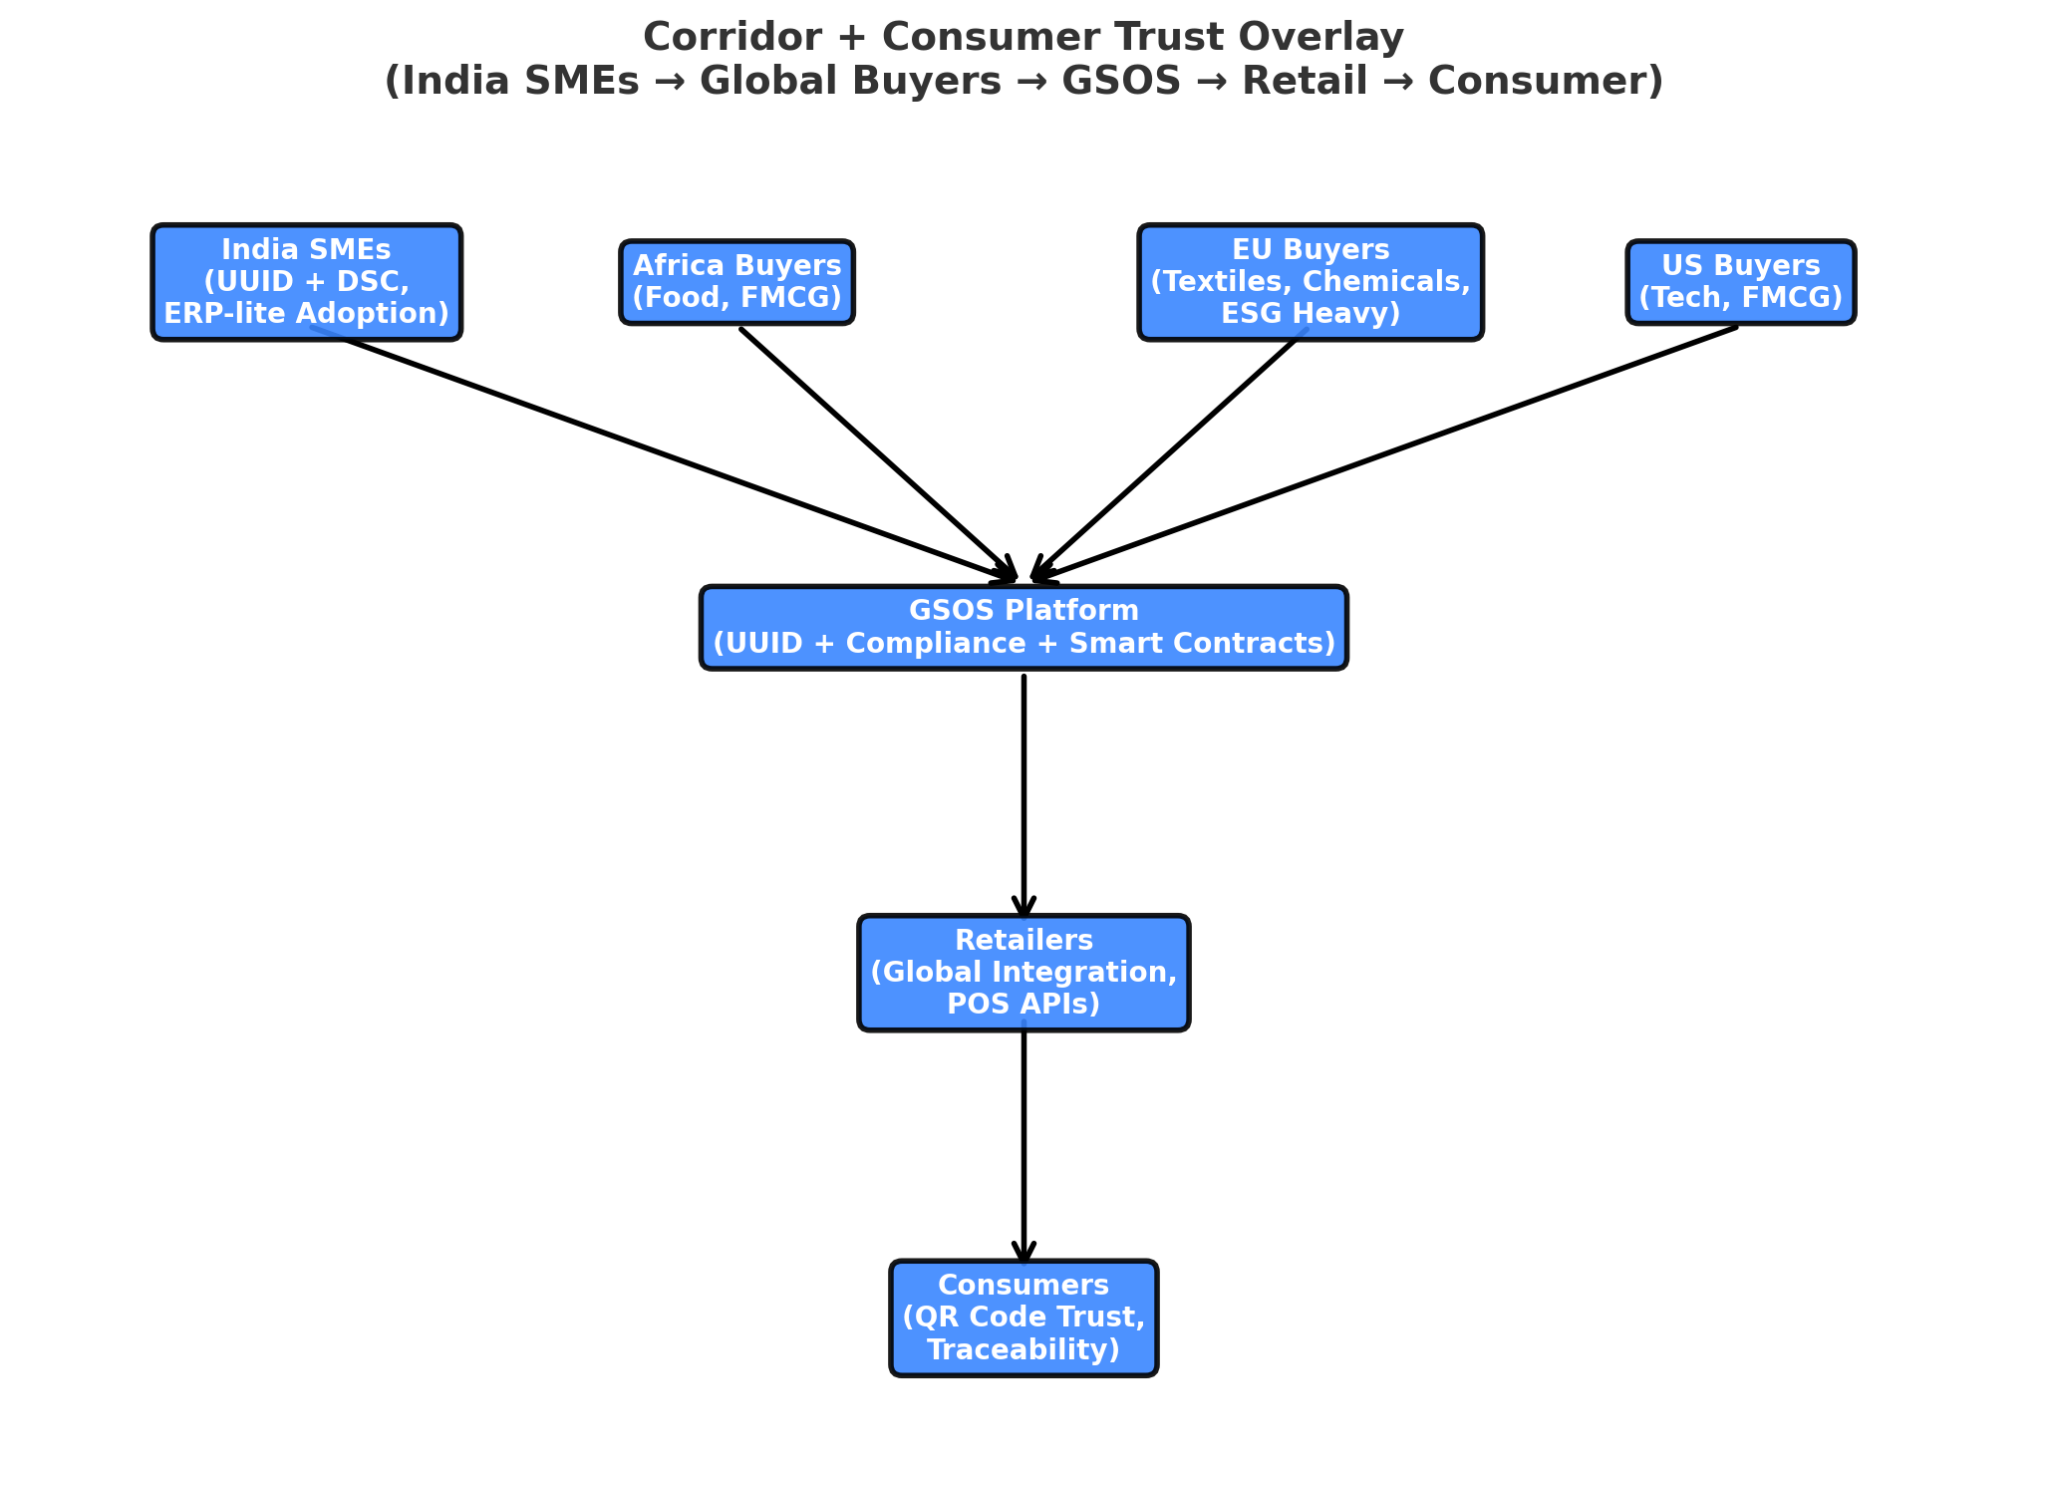 Corridor + Consumer Trust Overlay
(India SMEs → Global Buyers → GSOS → Retail → Consumer)
India SMEs
(UUID + DSC,
ERP-lite Adoption)
Africa Buyers
(Food, FMCG)
EU Buyers
(Textiles, Chemicals,
ESG Heavy)
US Buyers
(Tech, FMCG)
GSOS Platform
(UUID + Compliance + Smart Contracts)
Retailers
(Global Integration,
POS APIs)
Consumers
(QR Code Trust,
Traceability)